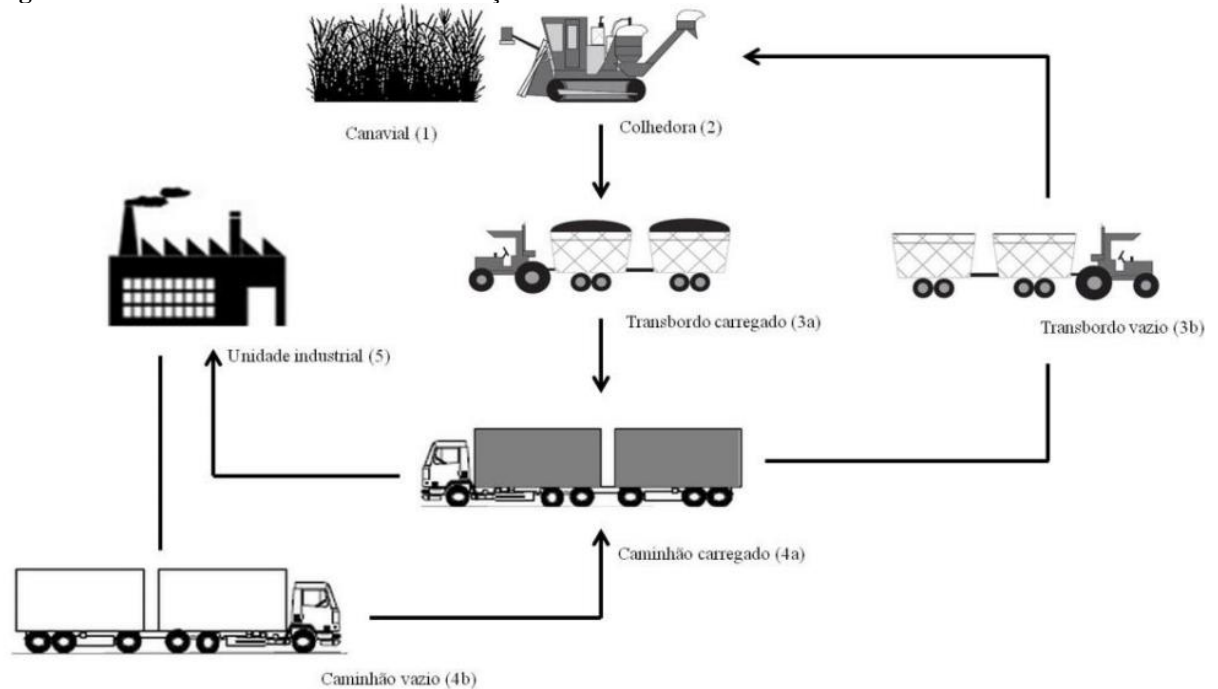 Canavial (1)
Colhedora (2)
Transbordo carregado (3a)
Transbordo vazio (3b)
Unidade industrial (5)
Caminhão carregado (4a)
Caminhão vazio (4b)